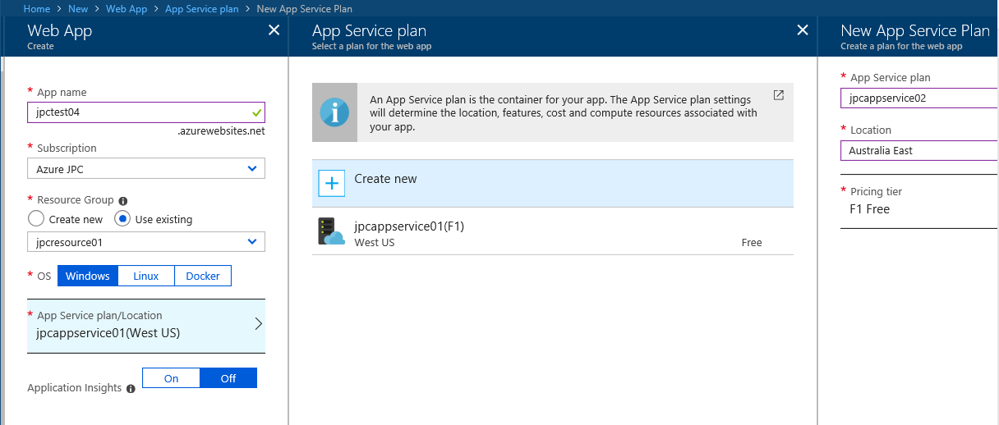 Home > New > Web App > App Service plan > New App Service Plan
Web App
Create
* App name
jpctest04
.azurewebsites.net
* Subscription
Azure JPC
* Resource Group
Create new Use existing
jpcresource01
* OS Windows Linux Docker
* App Service plan/Location
jpcappservice01(West US)
Application Insights On Off
App Service plan
Select a plan for the web app
An App Service plan is the container for your app. The App Service plan settings
will determine the location, features, cost and compute resources associated with
your app.
Create new
jpcappservice01(F1)
West US Free
New App Service Plan
Create a plan for the web app
* App Service plan
jpcappservice02
* Location
Australia East
* Pricing tier
F1 Free